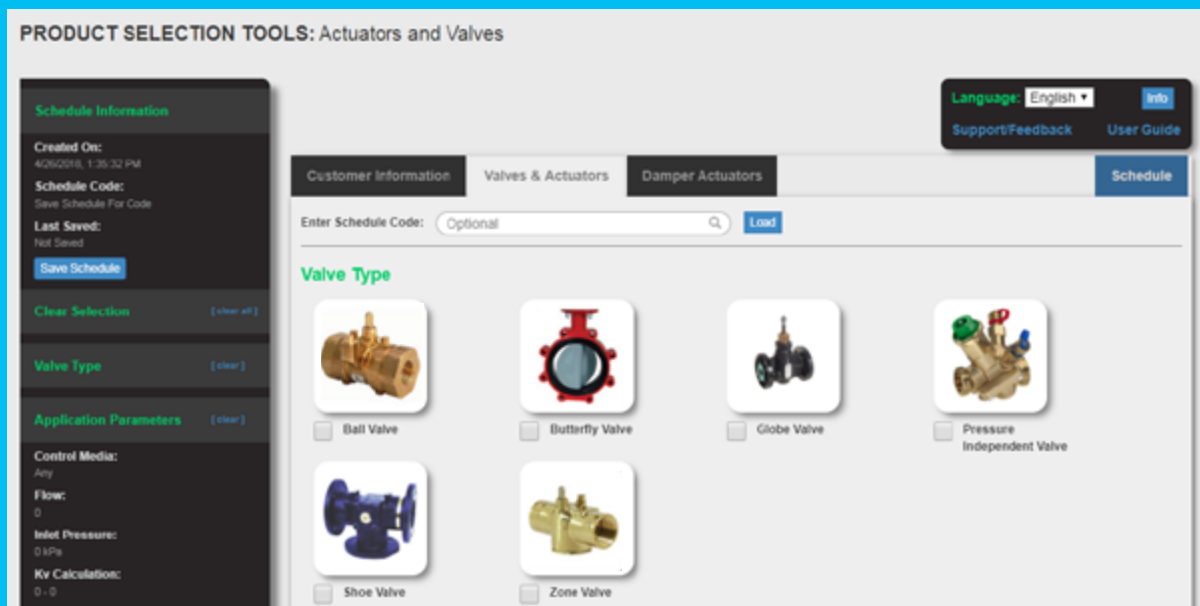 PRODUCT SELECTION TOOLS: Actuators and Valves
Schedule Information
Created On:
4/26/2018, 1:35:32 PM
Schedule Code:
Save Schedule For Code
Last Saved:
Not Saved
Save Schedule
Clear Selection [ clear all ]
Valve Type [ clear ]
Application Parameters [ clear ]
Control Media:
Any
Flow:
0
Inlet Pressure:
0 kPa
Kv Calculation:
0 - 0
Language: English Info
Support/Feedback User Guide
Customer Information Valves & Actuators Damper Actuators Schedule
Enter Schedule Code: Optional Load
Valve Type
Ball Valve Butterfly Valve Globe Valve Pressure
Independent Valve
Shoe Valve Zone Valve